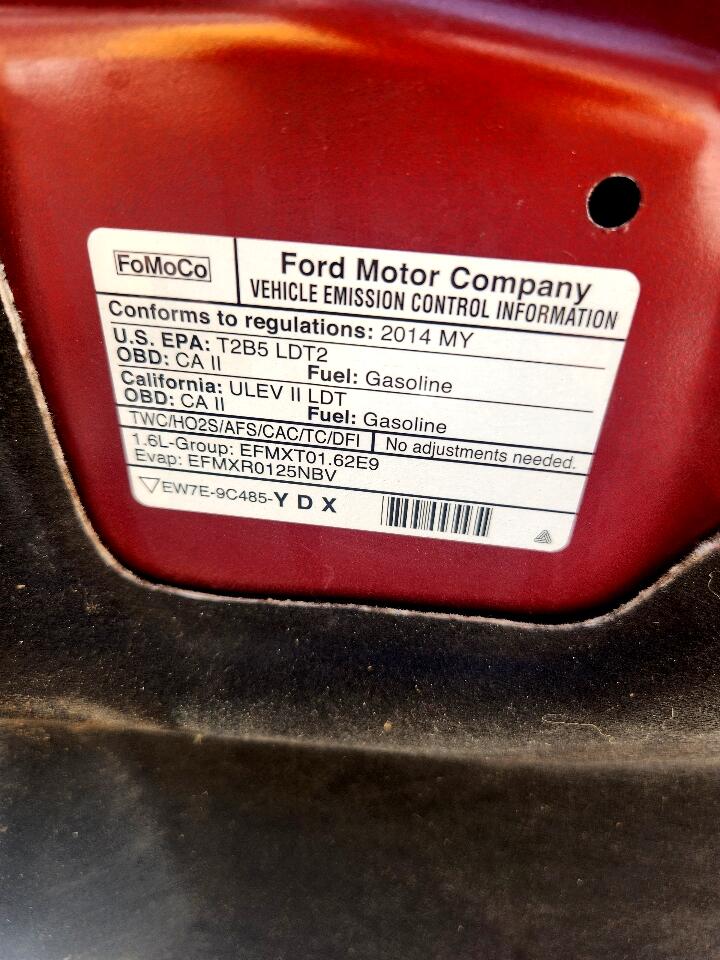 FoMoCo
Ford Motor Company
VEHICLE EMISSION CONTROL INFORMATION
Conforms to regulations: 2014 MY
U.S. EPA: T2B5 LDT2
OBD: CA II Fuel: Gasoline
California: ULEV II LDT
OBD: CA II Fuel: Gasoline
TWC/HO2S/AFS/CAC/TC/DFI No adjustments needed.
1.6L-Group: EFMXT01.62E9
Evap: EFMXR0125NBV
EW7E-9C485-Y D X